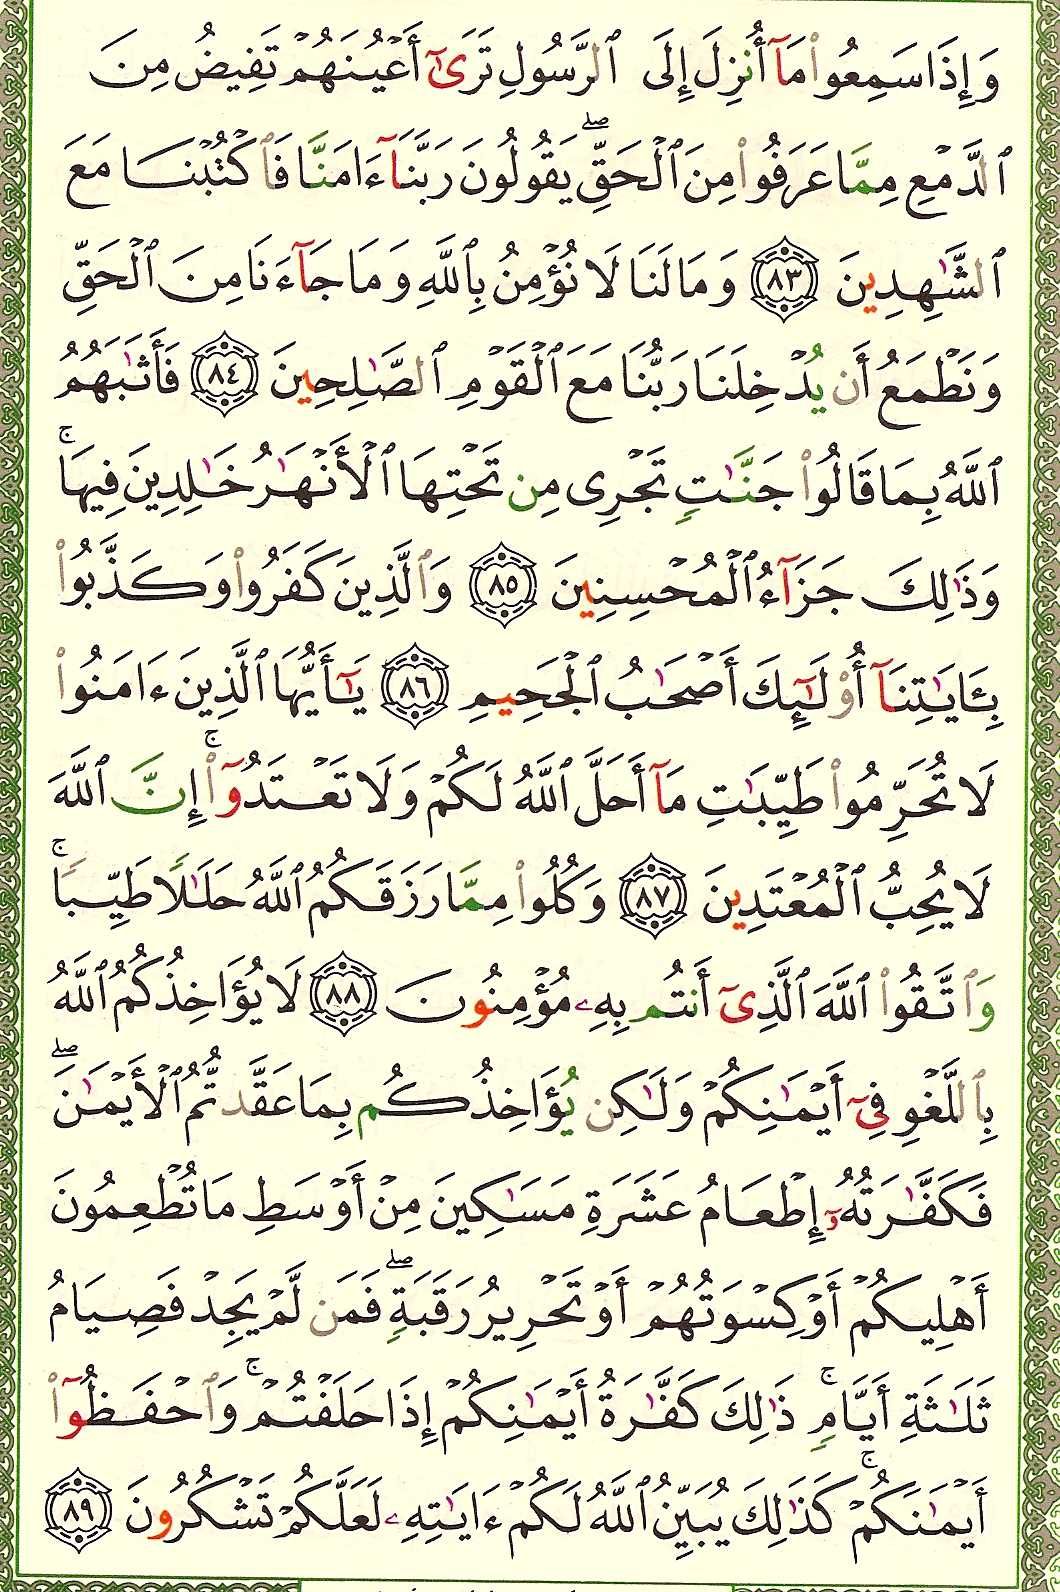 وَإِذَا سَمِعُوا۟ مَآ أُنزِلَ إِلَى ٱلرَّسُولِ تَرَىٰٓ أَعْيُنَهُمْ تَفِيضُ مِنَ
ٱلدَّمْعِ مِمَّا عَرَفُوا۟ مِنَ ٱلْحَقِّ ۖ يَقُولُونَ رَبَّنَآ ءَامَنَّا فَٱكْتُبْنَا مَعَ
ٱلشَّٰهِدِينَ ٨٣ وَمَا لَنَا لَا نُؤْمِنُ بِٱللَّهِ وَمَا جَآءَنَا مِنَ ٱلْحَقِّ
وَنَطْمَعُ أَن يُدْخِلَنَا رَبُّنَا مَعَ ٱلْقَوْمِ ٱلصَّٰلِحِينَ ٨٤ فَأَثَٰبَهُمُ
ٱللَّهُ بِمَا قَالُوا۟ جَنَّٰتٍ تَجْرِى مِن تَحْتِهَا ٱلْأَنْهَٰرُ خَٰلِدِينَ فِيهَا ۚ
وَذَٰلِكَ جَزَآءُ ٱلْمُحْسِنِينَ ٨٥ وَٱلَّذِينَ كَفَرُوا۟ وَكَذَّبُوا۟
بِـَٔايَٰتِنَآ أُو۟لَٰٓئِكَ أَصْحَٰبُ ٱلْجَحِيمِ ٨٦ يَٰٓأَيُّهَا ٱلَّذِينَ ءَامَنُوا۟
لَا تُحَرِّمُوا۟ طَيِّبَٰتِ مَآ أَحَلَّ ٱللَّهُ لَكُمْ وَلَا تَعْتَدُوٓا۟ ۚ إِنَّ ٱللَّهَ
لَا يُحِبُّ ٱلْمُعْتَدِينَ ٨٧ وَكُلُوا۟ مِمَّا رَزَقَكُمُ ٱللَّهُ حَلَٰلًا طَيِّبًا ۚ
وَٱتَّقُوا۟ ٱللَّهَ ٱلَّذِىٓ أَنتُم بِهِۦ مُؤْمِنُونَ ٨٨ لَا يُؤَاخِذُكُمُ ٱللَّهُ
بِٱللَّغْوِ فِىٓ أَيْمَٰنِكُمْ وَلَٰكِن يُؤَاخِذُكُم بِمَا عَقَّدتُّمُ ٱلْأَيْمَٰنَ ۖ
فَكَفَّٰرَتُهُۥٓ إِطْعَامُ عَشَرَةِ مَسَٰكِينَ مِنْ أَوْسَطِ مَا تُطْعِمُونَ
أَهْلِيكُمْ أَوْ كِسْوَتُهُمْ أَوْ تَحْرِيرُ رَقَبَةٍ ۖ فَمَن لَّمْ يَجِدْ فَصِيَامُ
ثَلَٰثَةِ أَيَّامٍ ۚ ذَٰلِكَ كَفَّٰرَةُ أَيْمَٰنِكُمْ إِذَا حَلَفْتُمْ ۚ وَٱحْفَظُوٓا۟
أَيْمَٰنَكُمْ ۚ كَذَٰلِكَ يُبَيِّنُ ٱللَّهُ لَكُمْ ءَايَٰتِهِۦ لَعَلَّكُمْ تَشْكُرُونَ ٨٩